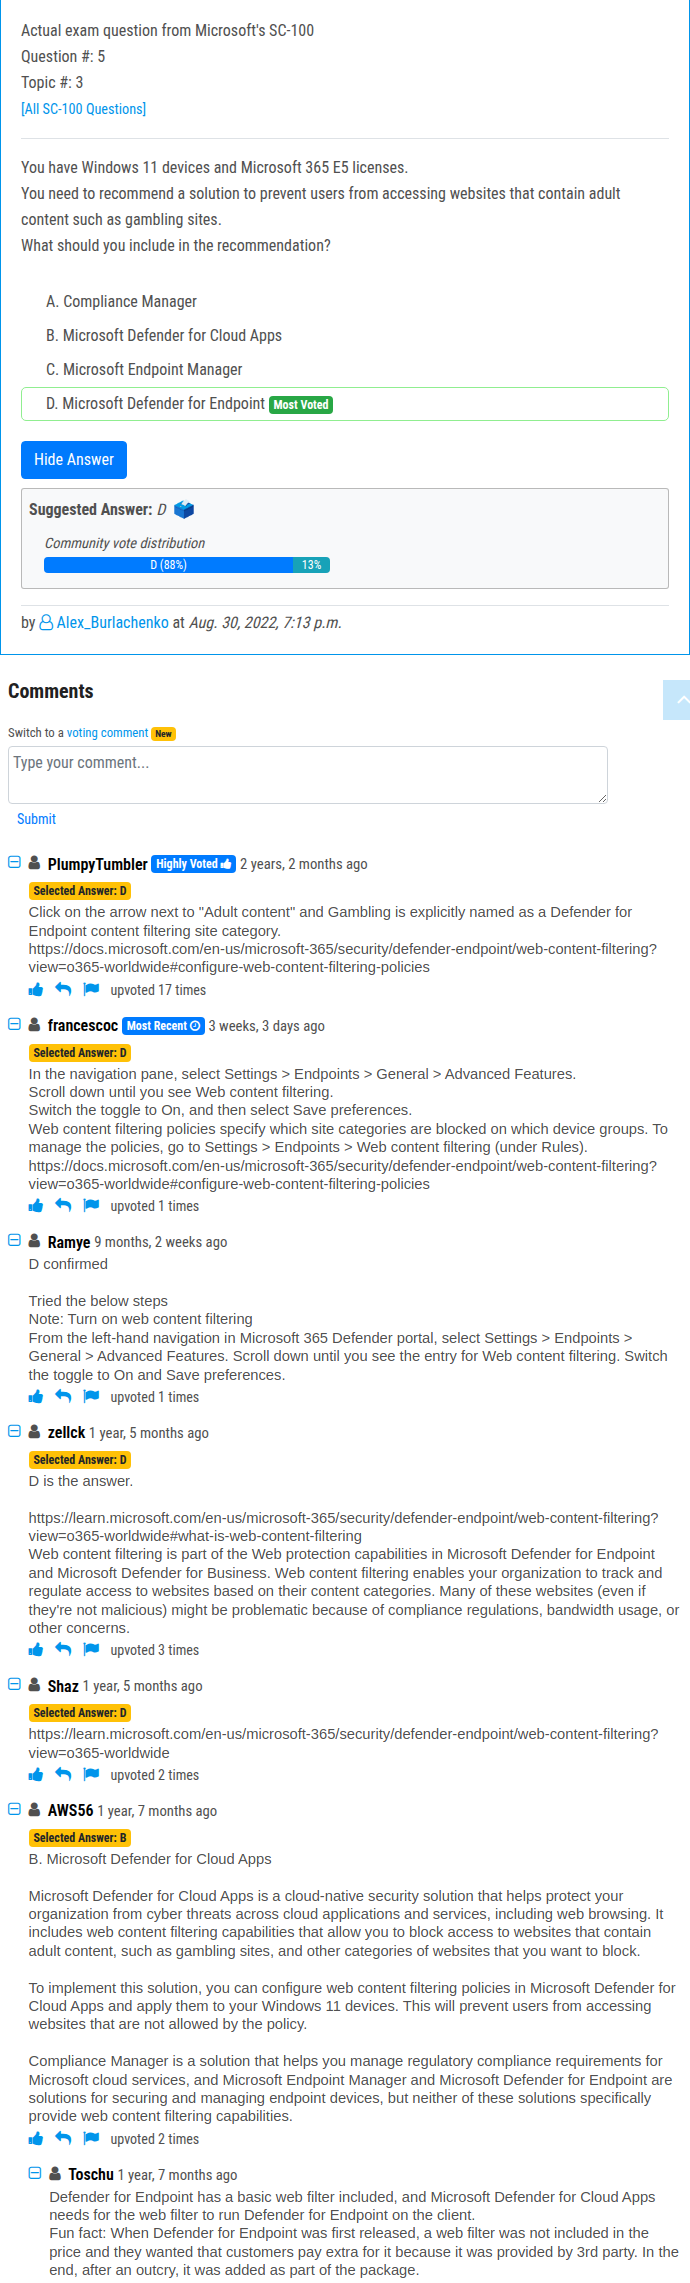 Actual exam question from Microsoft's SC-100
Question #: 5
Topic #: 3
[All SC-100 Questions]
You have Windows 11 devices and Microsoft 365 E5 licenses.
You need to recommend a solution to prevent users from accessing websites that contain adult
content such as gambling sites.
What should you include in the recommendation?
A. Compliance Manager
B. Microsoft Defender for Cloud Apps
C. Microsoft Endpoint Manager
D. Microsoft Defender for Endpoint Most Voted
Hide Answer
Suggested Answer: D
Community vote distribution
D (88%) 13%
by Alex_Burlachenko at Aug. 30, 2022, 7:13 p.m.
Comments
Switch to a voting comment New
Type your comment...
Submit
PlumpyTumbler Highly Voted 2 years, 2 months ago
Selected Answer: D
Click on the arrow next to "Adult content" and Gambling is explicitly named as a Defender for
Endpoint content filtering site category.
https://docs.microsoft.com/en-us/microsoft-365/security/defender-endpoint/web-content-filtering?
view=o365-worldwide#configure-web-content-filtering-policies
upvoted 17 times
francescoc Most Recent 3 weeks, 3 days ago
Selected Answer: D
In the navigation pane, select Settings > Endpoints > General > Advanced Features.
Scroll down until you see Web content filtering.
Switch the toggle to On, and then select Save preferences.
Web content filtering policies specify which site categories are blocked on which device groups. To
manage the policies, go to Settings > Endpoints > Web content filtering (under Rules).
https://docs.microsoft.com/en-us/microsoft-365/security/defender-endpoint/web-content-filtering?
view=o365-worldwide#configure-web-content-filtering-policies
upvoted 1 times
Ramye 9 months, 2 weeks ago
D confirmed
Tried the below steps
Note: Turn on web content filtering
From the left-hand navigation in Microsoft 365 Defender portal, select Settings > Endpoints >
General > Advanced Features. Scroll down until you see the entry for Web content filtering. Switch
the toggle to On and Save preferences.
upvoted 1 times
zellck 1 year, 5 months ago
Selected Answer: D
D is the answer.
https://learn.microsoft.com/en-us/microsoft-365/security/defender-endpoint/web-content-filtering?
view=o365-worldwide#what-is-web-content-filtering
Web content filtering is part of the Web protection capabilities in Microsoft Defender for Endpoint
and Microsoft Defender for Business. Web content filtering enables your organization to track and
regulate access to websites based on their content categories. Many of these websites (even if
they're not malicious) might be problematic because of compliance regulations, bandwidth usage, or
other concerns.
upvoted 3 times
Shaz 1 year, 5 months ago
Selected Answer: D
https://learn.microsoft.com/en-us/microsoft-365/security/defender-endpoint/web-content-filtering?
view=o365-worldwide
upvoted 2 times
AWS56 1 year, 7 months ago
Selected Answer: B
B. Microsoft Defender for Cloud Apps
Microsoft Defender for Cloud Apps is a cloud-native security solution that helps protect your
organization from cyber threats across cloud applications and services, including web browsing. It
includes web content filtering capabilities that allow you to block access to websites that contain
adult content, such as gambling sites, and other categories of websites that you want to block.
To implement this solution, you can configure web content filtering policies in Microsoft Defender for
Cloud Apps and apply them to your Windows 11 devices. This will prevent users from accessing
websites that are not allowed by the policy.
Compliance Manager is a solution that helps you manage regulatory compliance requirements for
Microsoft cloud services, and Microsoft Endpoint Manager and Microsoft Defender for Endpoint are
solutions for securing and managing endpoint devices, but neither of these solutions specifically
provide web content filtering capabilities.
upvoted 2 times
Toschu 1 year, 7 months ago
Defender for Endpoint has a basic web filter included, and Microsoft Defender for Cloud Apps
needs for the web filter to run Defender for Endpoint on the client.
Fun fact: When Defender for Endpoint was first released, a web filter was not included in the
price and they wanted that customers pay extra for it because it was provided by 3rd party. In the
end, after an outcry, it was added as part of the package.